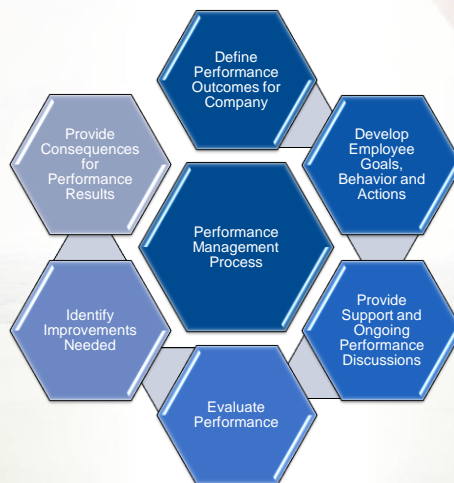 Define
Performance
Outcomes for
Company
Develop
Employee
Goals,
Behavior and
Actions
Provide
Support and
Ongoing
Performance
Discussions
Evaluate
Performance
Identify
Improvements
Needed
Provide
Consequences
for
Performance
Results
Performance
Management
Process